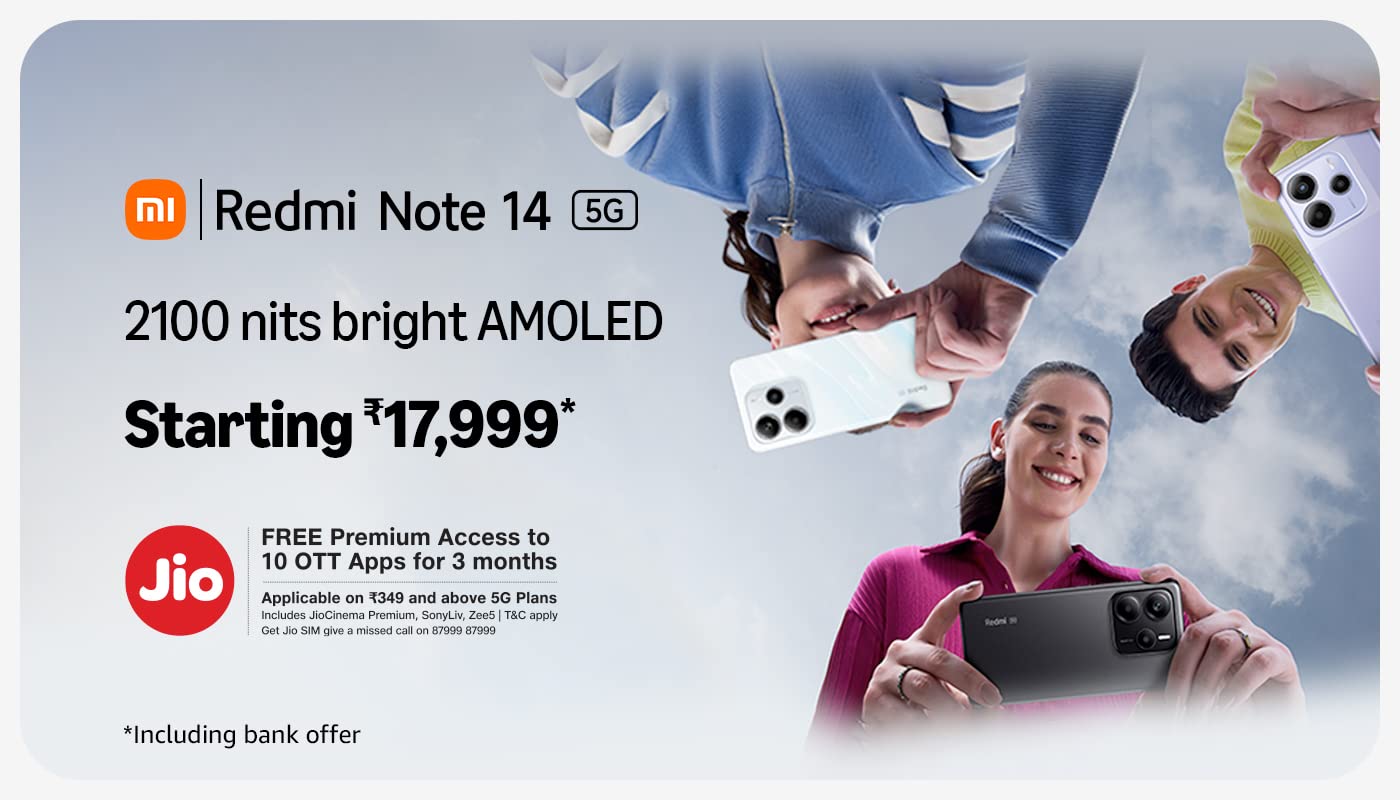 mi | Redmi Note 14 5G
2100 nits bright AMOLED
Starting ₹17,999*
Jio
FREE Premium Access to
10 OTT Apps for 3 months
Applicable on ₹349 and above 5G Plans
Includes JioCinema Premium, SonyLiv, Zee5 | T&C apply
Get Jio SIM give a missed call on 87999 87999
*Including bank offer
Redmi
Redmi